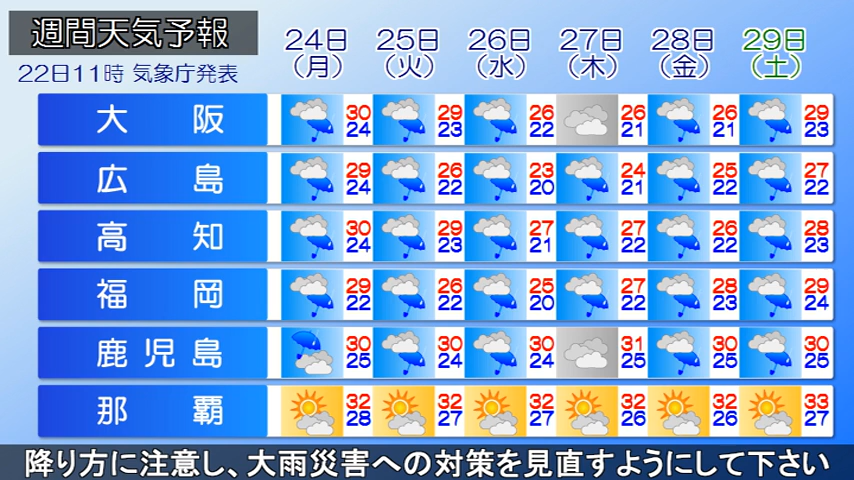 週間天気予報
22日11時 気象庁発表
24日 25日 26日 27日 28日 29日
(月) (火) (水) (木) (金) (土)
大阪 30 29 26 26 26 29
24 23 22 21 21 23
広島 29 26 23 24 25 27
24 22 20 21 22 22
高知 30 29 27 27 26 28
24 23 21 22 22 23
福岡 29 26 25 27 28 29
22 22 20 22 23 24
鹿児島 30 30 30 31 30 30
25 24 24 25 25 25
那覇 32 32 32 32 32 33
28 27 27 26 26 27
降り方に注意し、大雨災害への対策を見直すようにして下さい